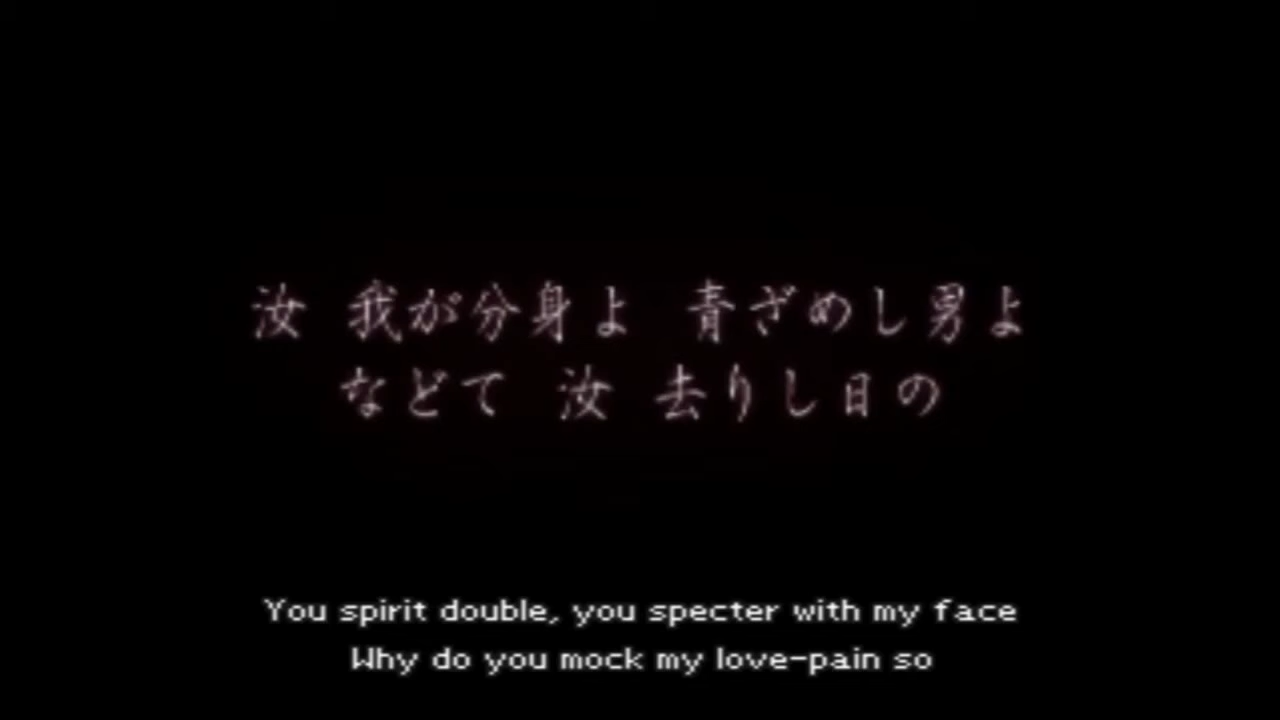 汝 我が分身よ 青ざめし男よ
などて 汝 去りし日の
You spirit double, you specter with my face
Why do you mock my love-pain so